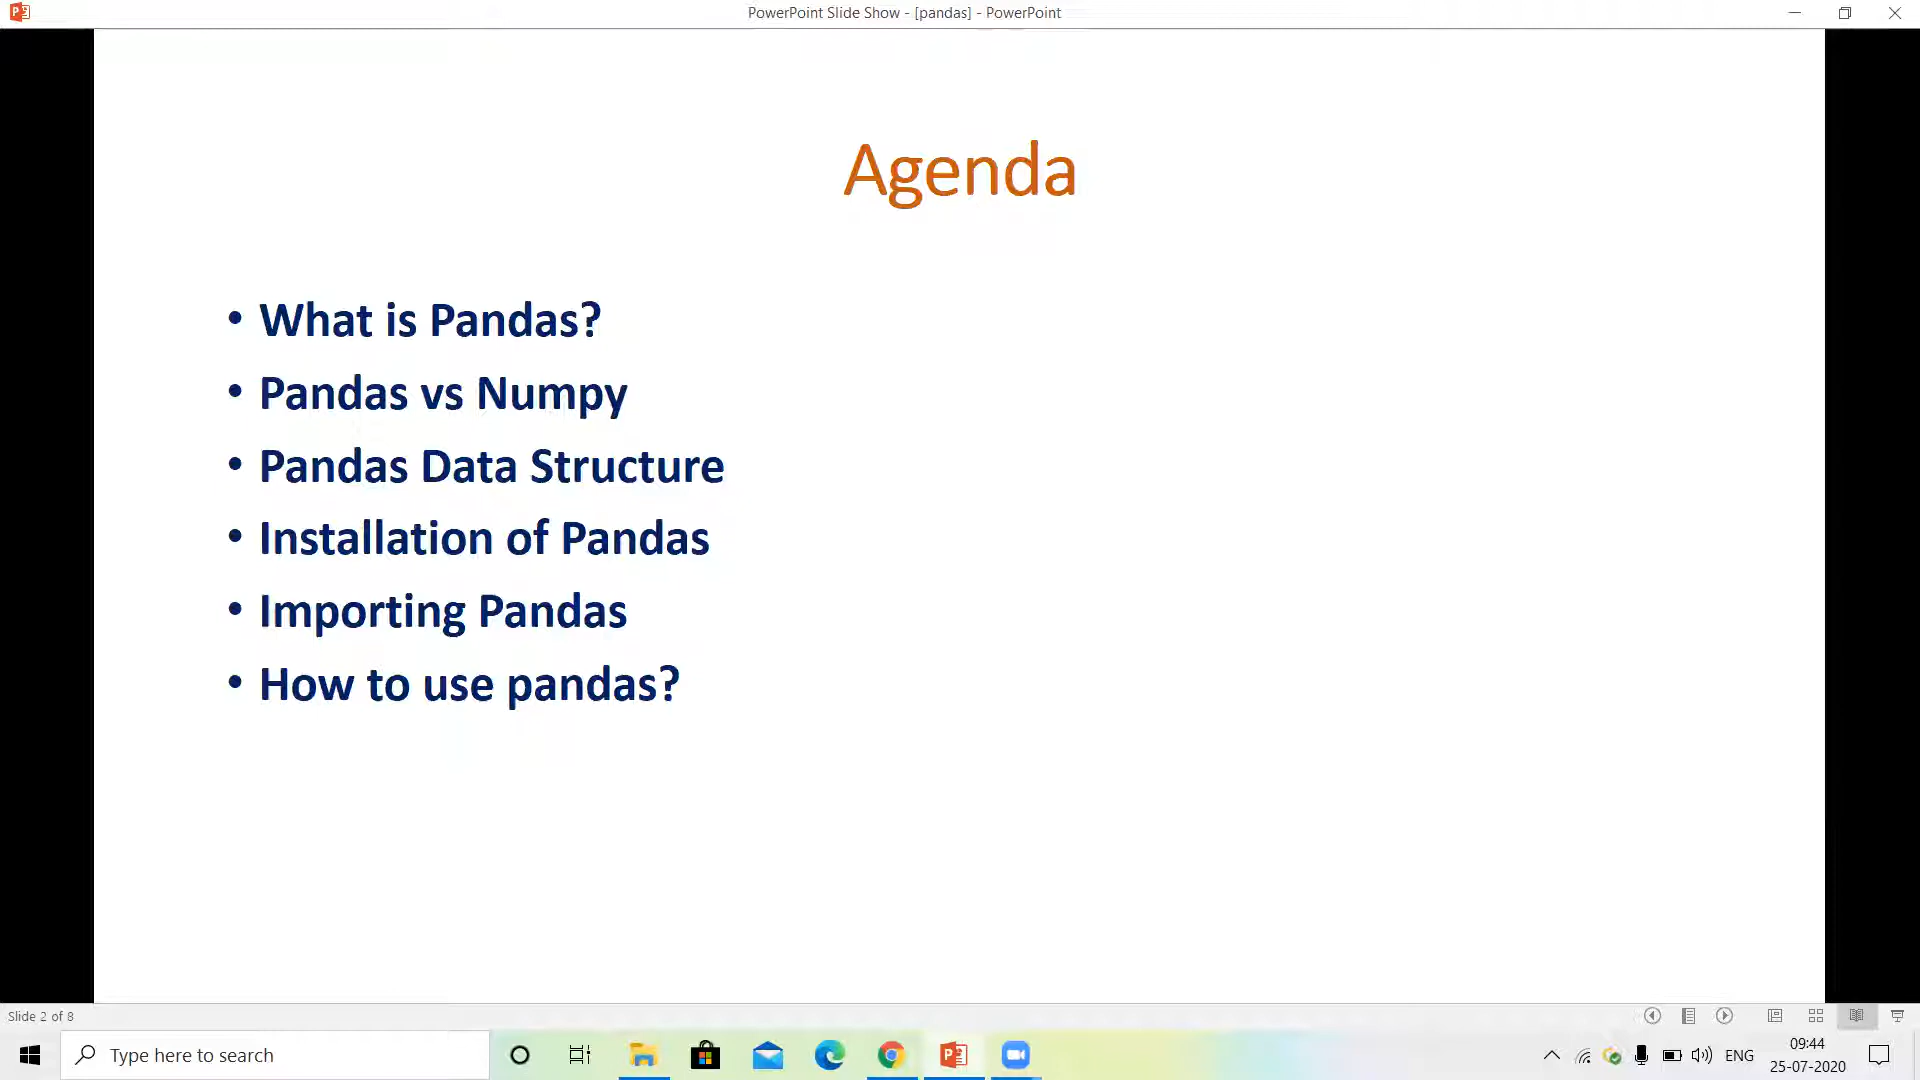 PowerPoint Slide Show - [pandas] - PowerPoint
Agenda
• What is Pandas?
• Pandas vs Numpy
• Pandas Data Structure
• Installation of Pandas
• Importing Pandas
• How to use pandas?
Slide 2 of 8
Type here to search
ENG
09:44
25-07-2020